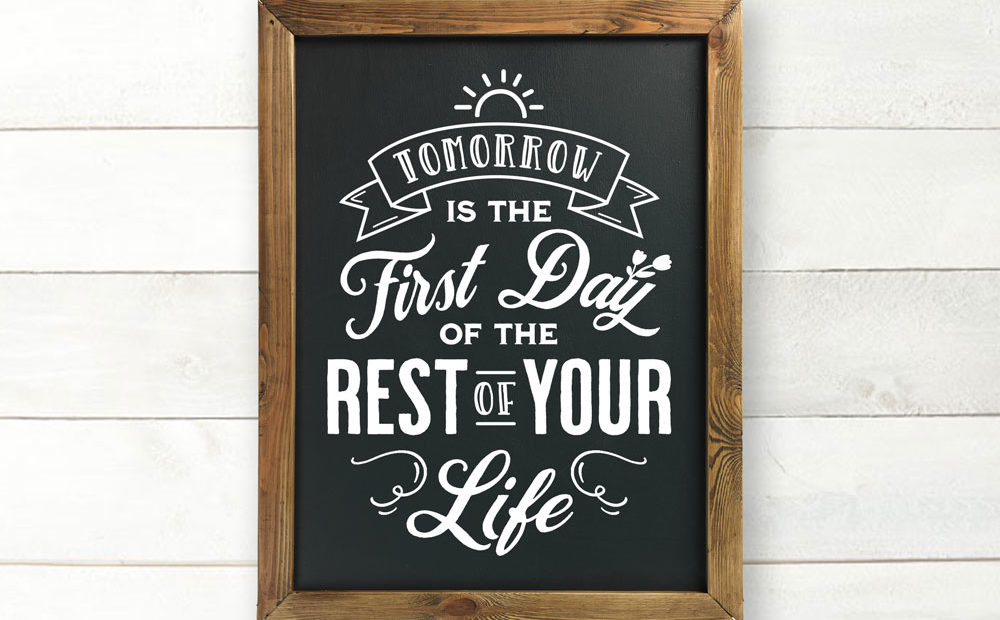 TOMORROW
IS THE
First Day
OF THE
REST OF YOUR
Life